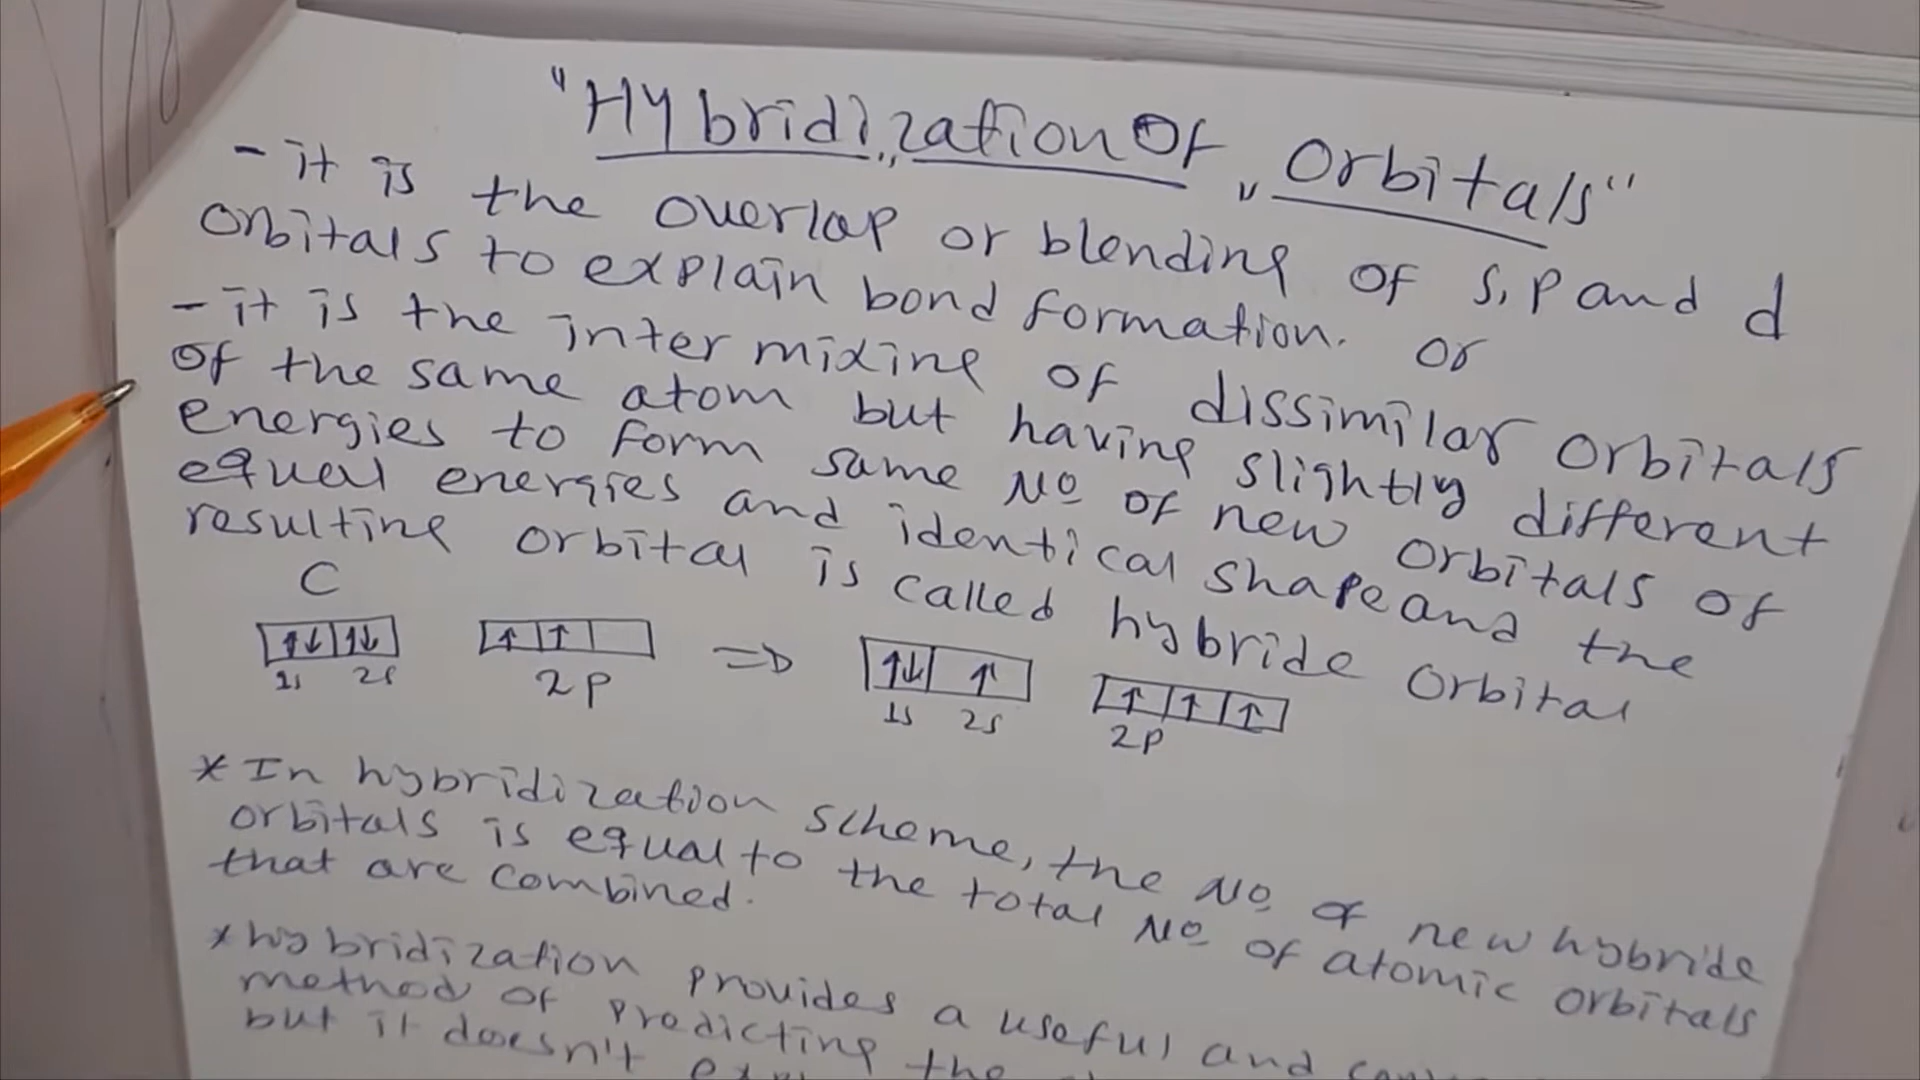 "Hybridization Of "Orbitals"
- it is the overlap or blending of s, p and d
orbitals to explain bond formation. or
- it is the inter mixing of dissimilar orbitals
of the same atom but having slightly different
energies to form same No of new orbitals of
equal energies and identical shape and the
resulting orbital is called hybride orbital
C
1s 2s 2p => 1s 2s 2p
* In hybridization scheme, the No of new hybride
orbitals is equal to the total No of atomic orbitals
that are combined.
* hybridization provides a useful and
method of predicting the
but it doesn't